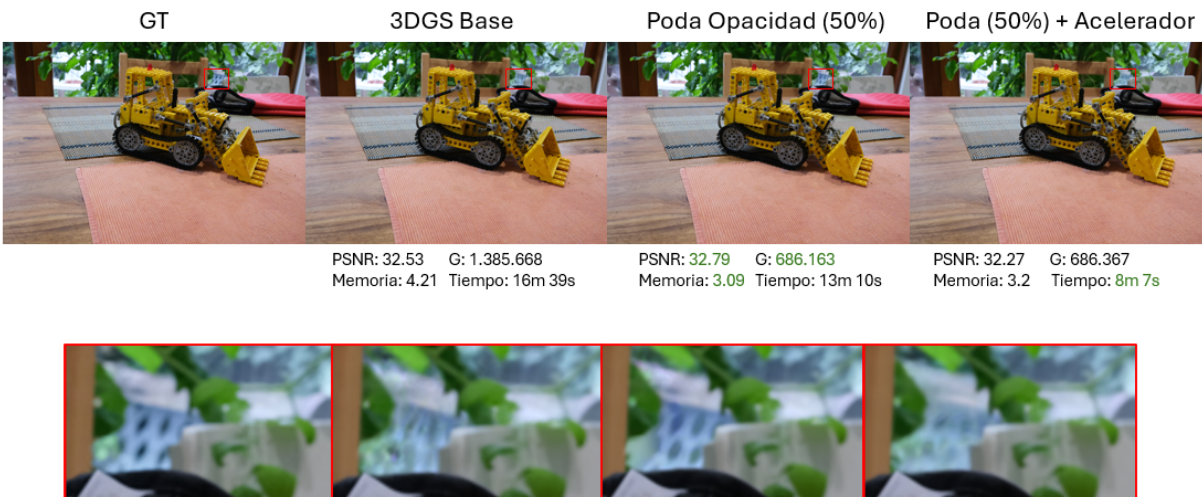 GT 3DGS Base Poda Opacidad (50%) Poda (50%) + Acelerador
PSNR: 32.53 G: 1.385.668 PSNR: 32.79 G: 686.163 PSNR: 32.27 G: 686.367
Memoria: 4.21 Tiempo: 16m 39s Memoria: 3.09 Tiempo: 13m 10s Memoria: 3.2 Tiempo: 8m 7s